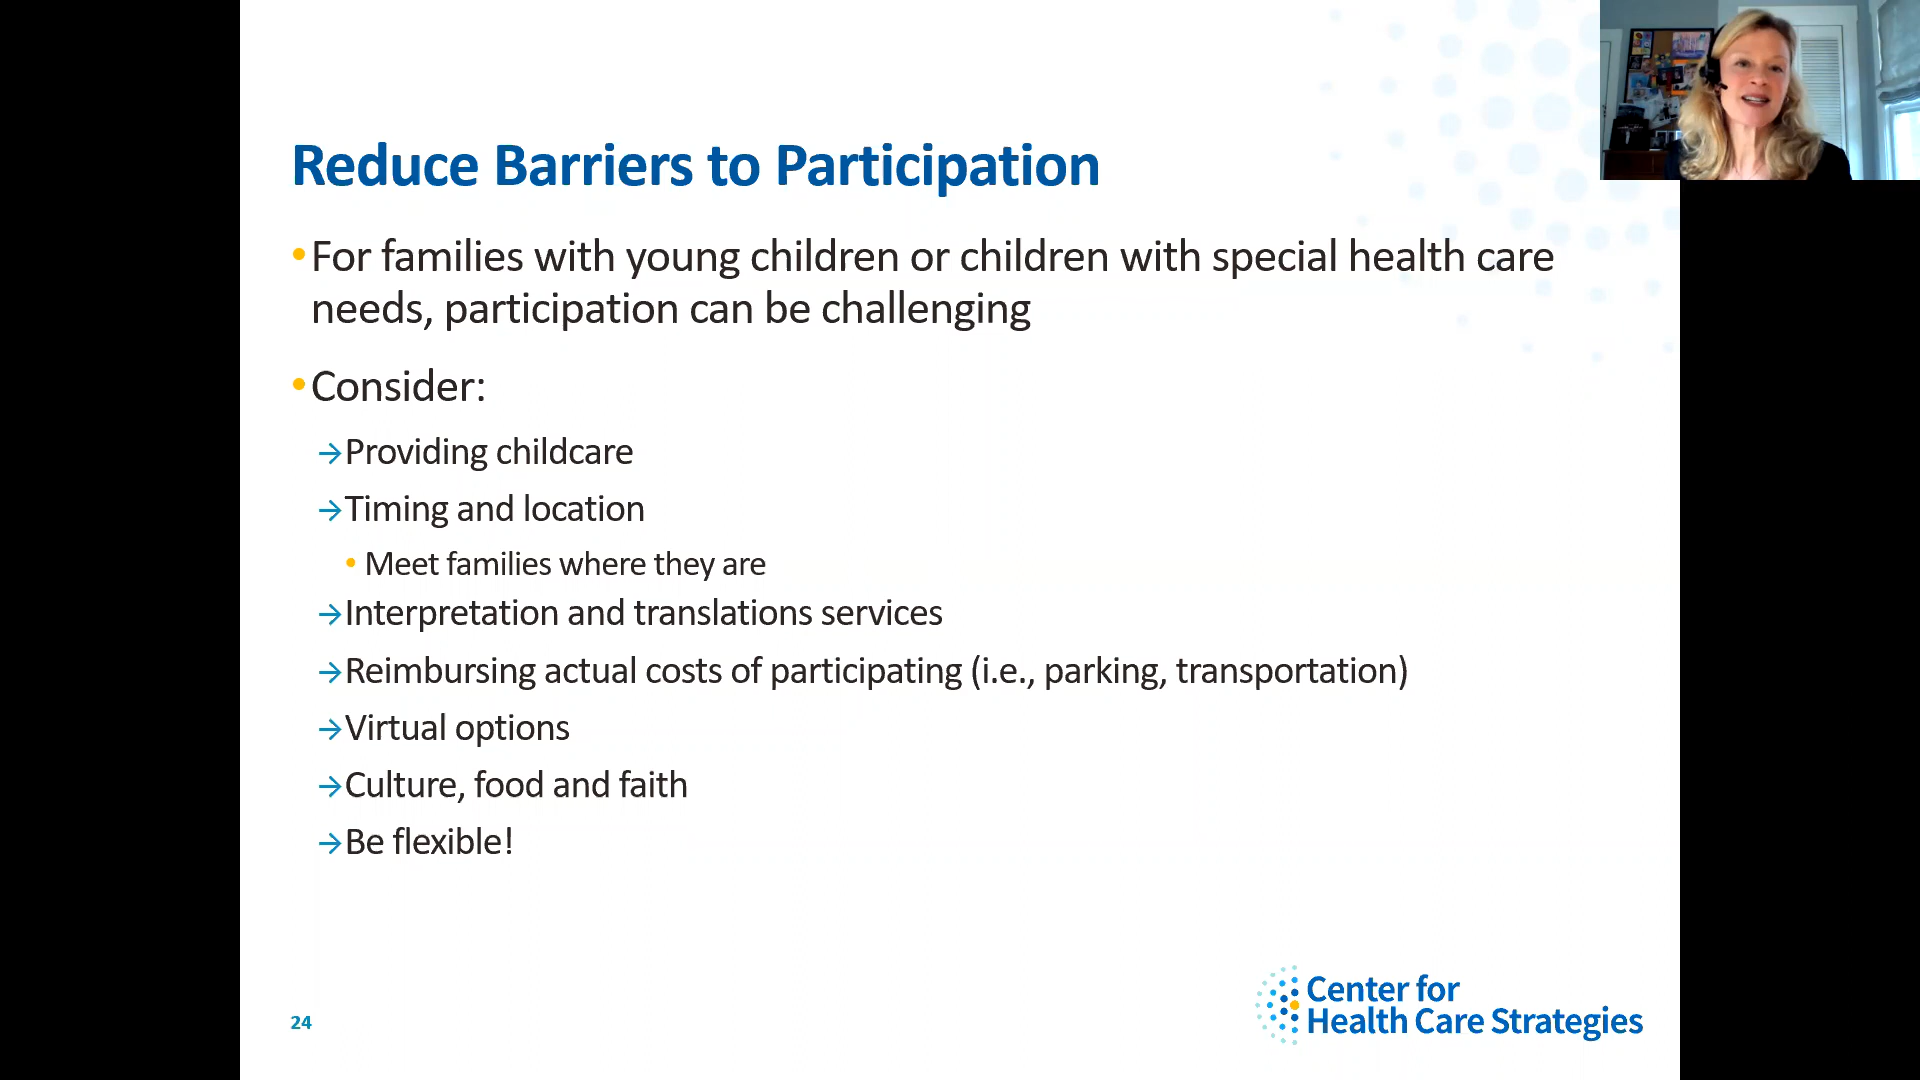 Reduce Barriers to Participation
•For families with young children or children with special health care
needs, participation can be challenging
•Consider:
→Providing childcare
→Timing and location
• Meet families where they are
→Interpretation and translations services
→Reimbursing actual costs of participating (i.e., parking, transportation)
→Virtual options
→Culture, food and faith
→Be flexible!
24
Center for
Health Care Strategies